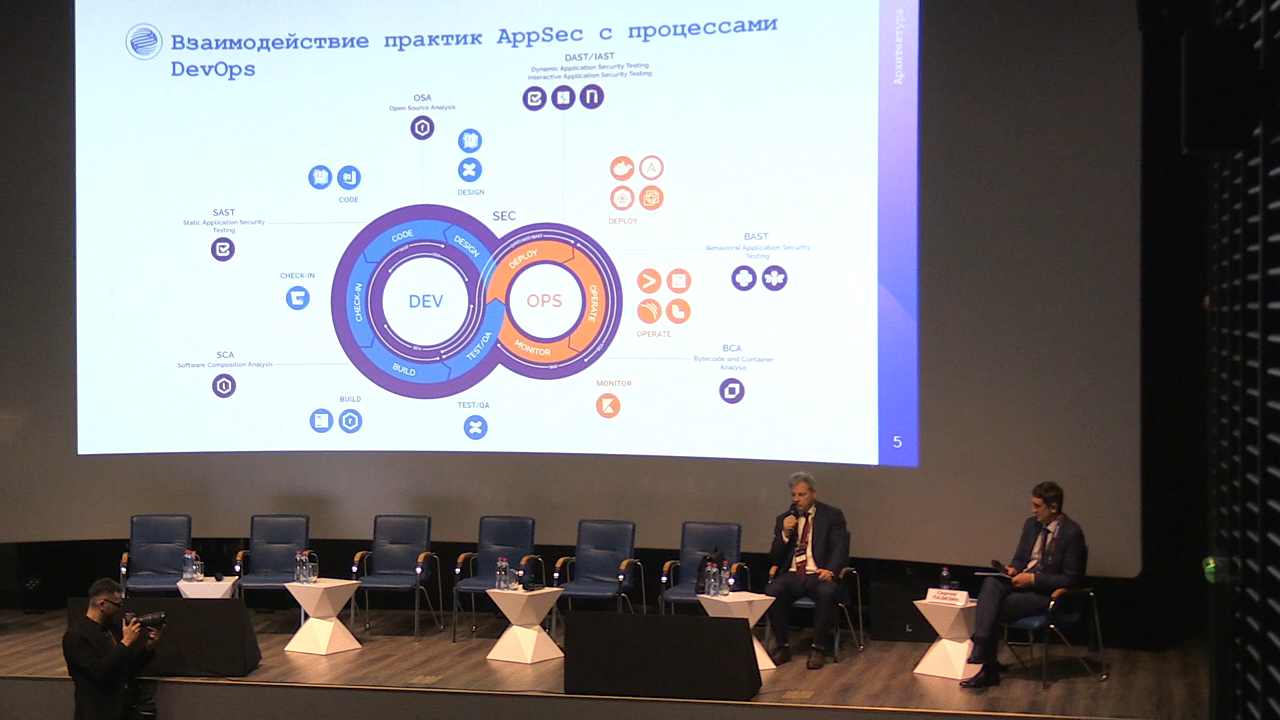 Взаимодействие практик AppSec с процессами
DevOps
Архитектура
DAST/IAST
Dynamic Application Security Testing
Interactive Application Security Testing
OSA
Open Source Analysis
DESIGN
CODE
DEPLOY
SEC
SAST
Static Application Security
Testing
BAST
Behavioral Application Security
Testing
CODE
DESIGN
DEPLOY
CHECK-IN
CHECK-IN
DEV
OPS
OPERATE
OPERATE
TEST/QA
MONITOR
BUILD
SCA
Software Composition Analysis
BCA
Bytecode and Container
Analysis
MONITOR
BUILD
TEST/QA
5
Сергей